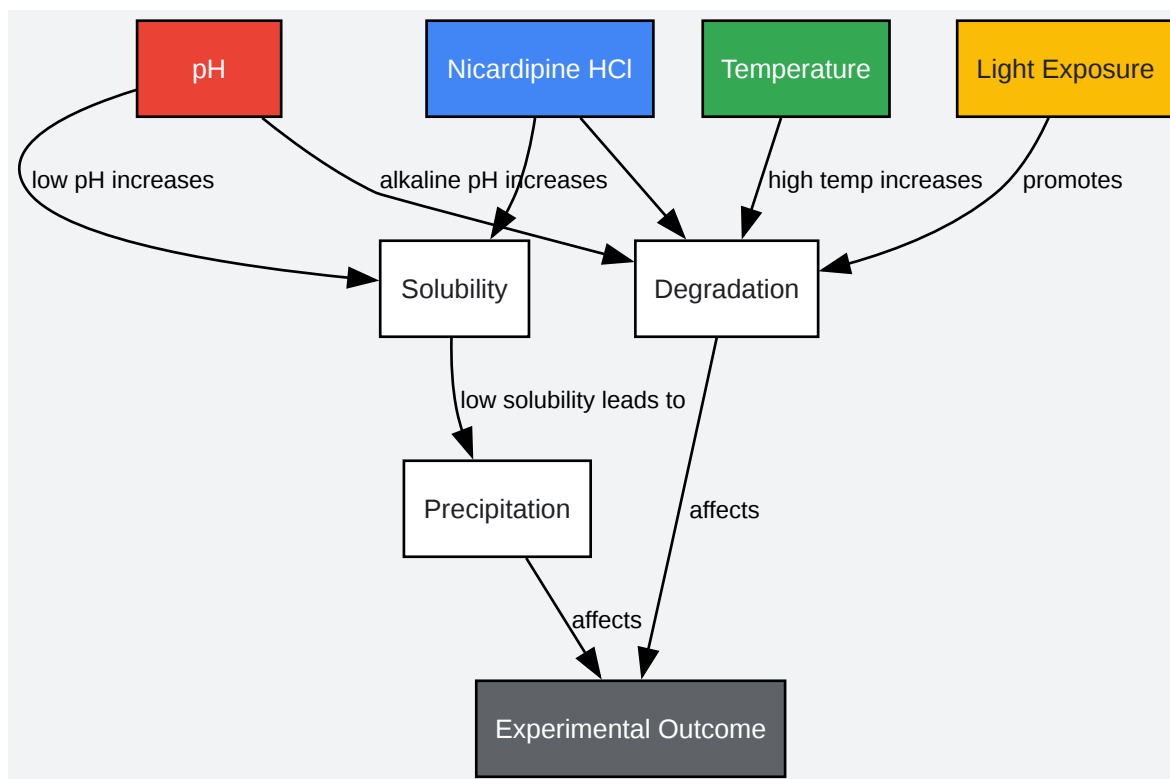 pH
Nicardipine HCl
Temperature
Light Exposure
low pH increases
alkaline pH increases
high temp increases
promotes
Solubility
Degradation
low solubility leads to
Precipitation
affects
affects
Experimental Outcome